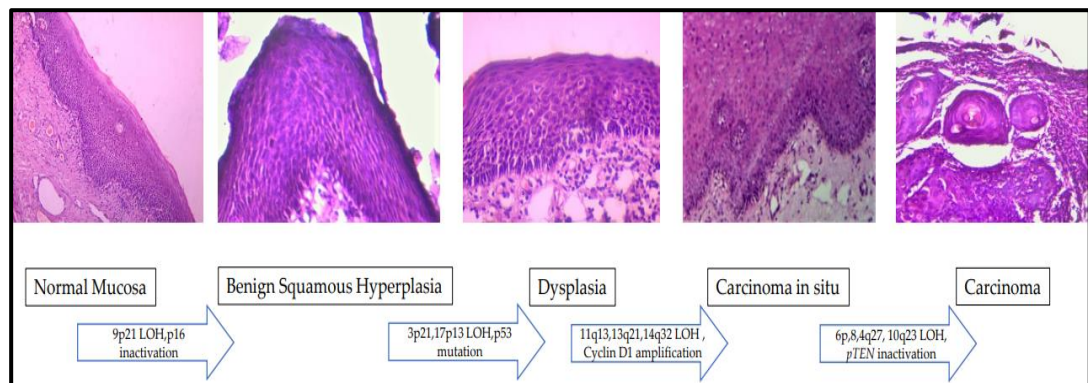 Normal Mucosa
Benign Squamous Hyperplasia
Dysplasia
Carcinoma in situ
Carcinoma
9p21 LOH,p16
inactivation
3p21,17p13 LOH,p53
mutation
11q13,13q21,14q32 LOH ,
Cyclin D1 amplification
6p,8,4q27, 10q23 LOH,
pTEN inactivation